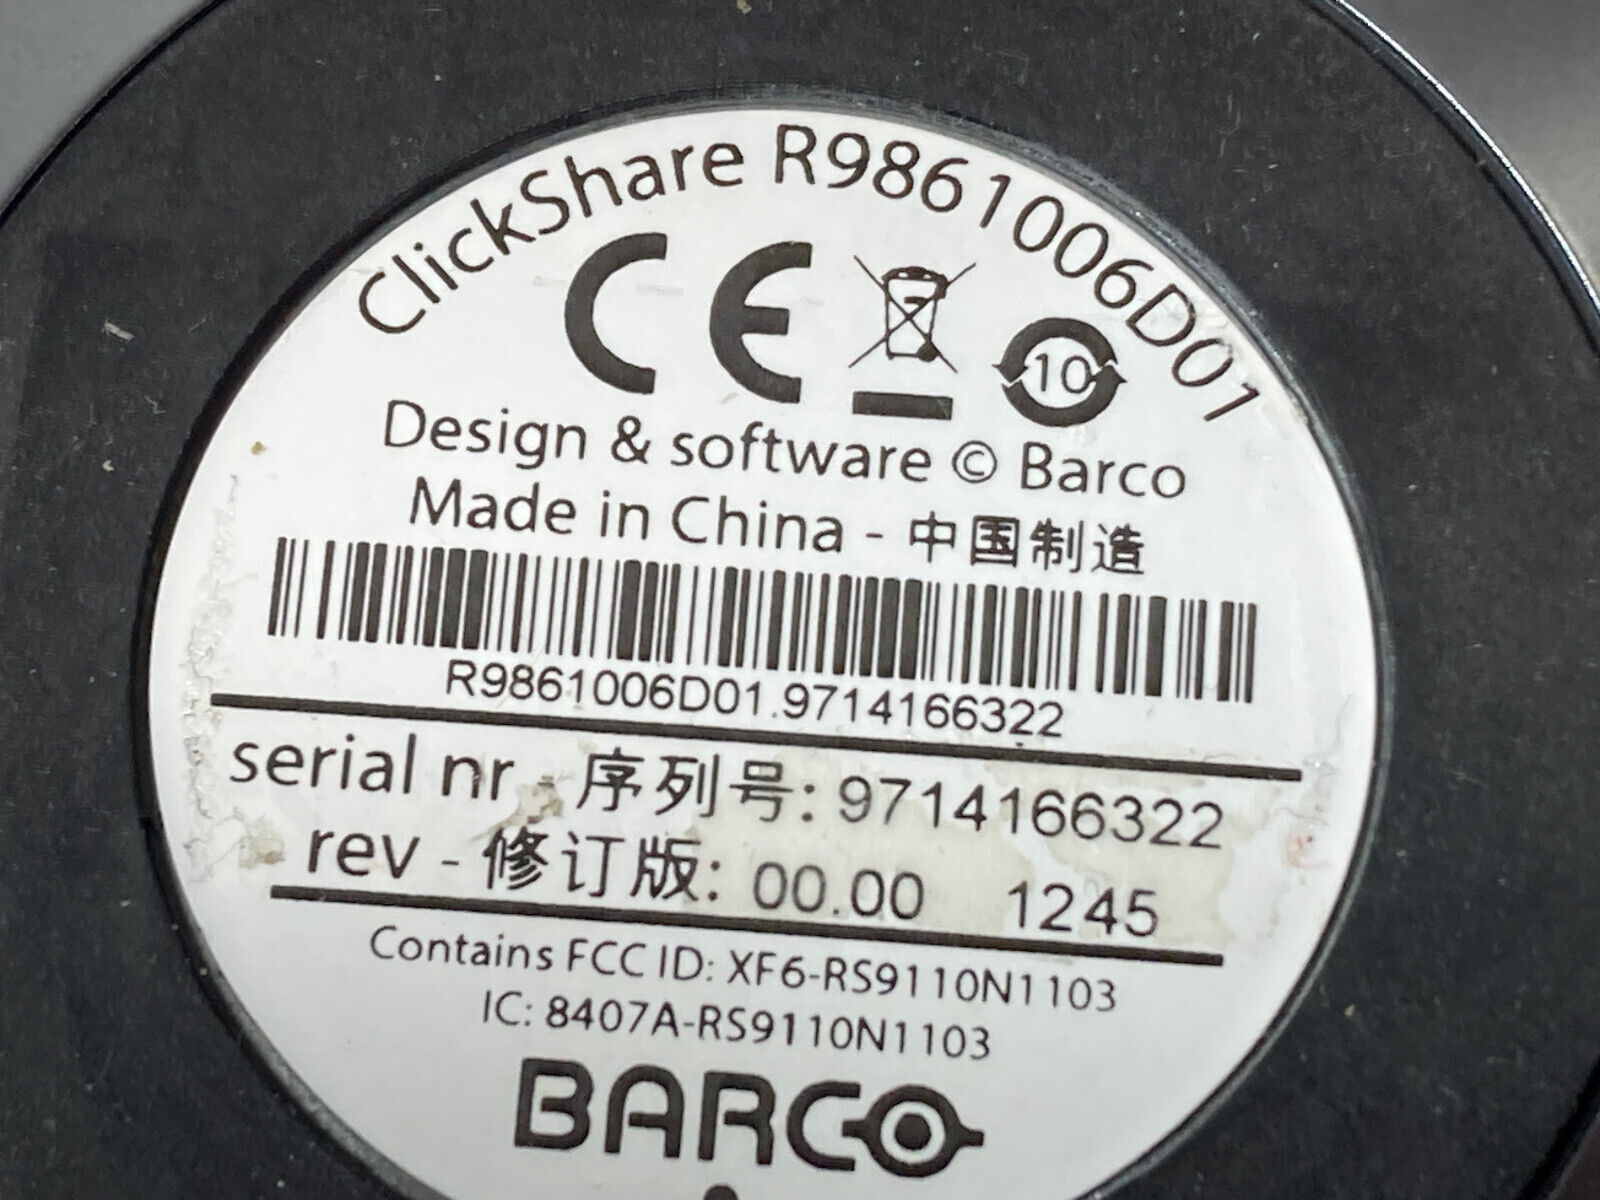 ClickShare R9861006D01
CE
10
Design & software © Barco
Made in China - 中国制造
R9861006D01.9714166322
serial nr - 序列号: 9714166322
rev - 修订版: 00.00 1245
Contains FCC ID: XF6-RS9110N1103
IC: 8407A-RS9110N1103
BARCO